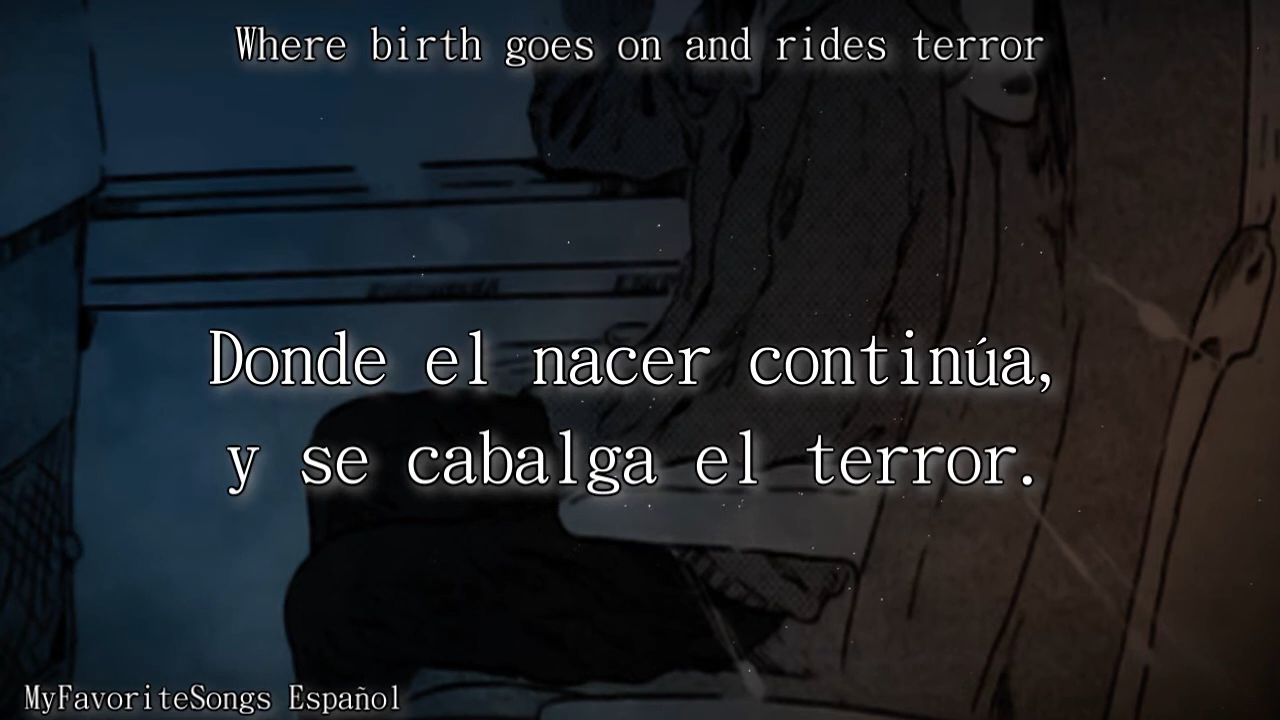 Where birth goes on and rides terror
Donde el nacer continúa,
y se cabalga el terror.
MyFavoriteSongs Español